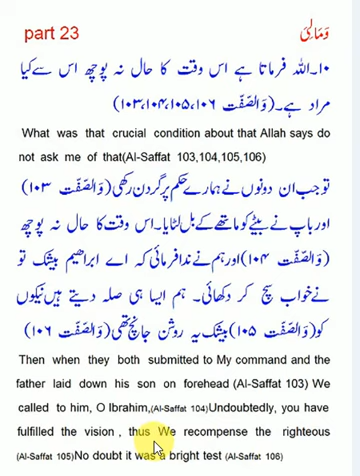 part 23
وَمَالِیَ
۱۰۔اللہ فرماتا ہے اس وقت کا حال نہ پوچھ اس سے کیا
مراد ہے۔(وَالصّٰفّٰت ۱۰۳،۱۰۴،۱۰۵،۱۰۶)
What was that crucial condition about that Allah says do
not ask me of that(Al-Saffat 103,104,105,106)
تو جب ان دونوں نے ہمارے حکم پر گردن رکھی (وَالصّٰفّٰت ۱۰۳)
اور باپ نے بیٹے کو ماتھے کے بل لٹایا۔اس وقت کا حال نہ پوچھ
(وَالصّٰفّٰت ۱۰۴)اور ہم نے ندا فرمائی کہ اے ابراھیم بیشک تو
نے خواب سچ کر دکھائی۔ ہم ایسا ہی صلہ دیتے ہیں نیکوں
کو(وَالصّٰفّٰت ۱۰۵)بیشک یہ روشن جانچ تھی(وَالصّٰفّٰت ۱۰۶)
Then when they both submitted to My command and the
father laid down his son on forehead (Al-Saffat 103) We
called to him, O Ibrahim,(Al-Saffat 104)Undoubtedly, you have
fulfilled the vision , thus We recompense the righteous
(Al-Saffat 105)No doubt it was a bright test (Al-Saffat 106)